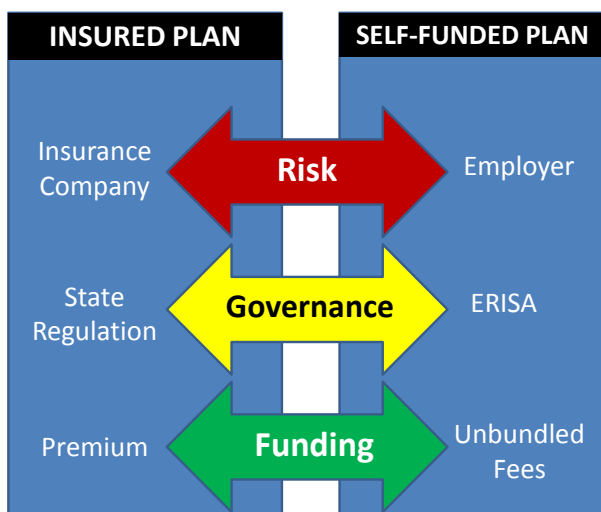 INSURED PLAN
SELF-FUNDED PLAN
Insurance
Company
Risk
Employer
State
Regulation
Governance
ERISA
Premium
Funding
Unbundled
Fees